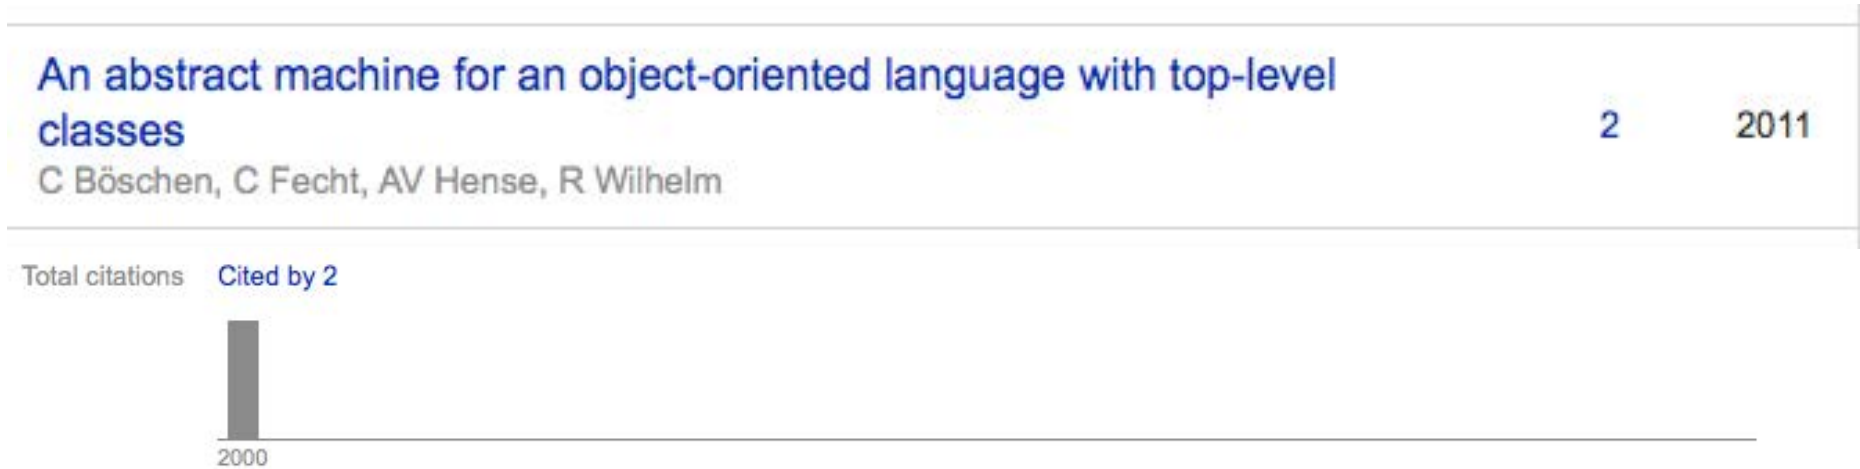 An abstract machine for an object-oriented language with top-level
classes
2 2011
C Böschen, C Fecht, AV Hense, R Wilhelm
Total citations Cited by 2
2000